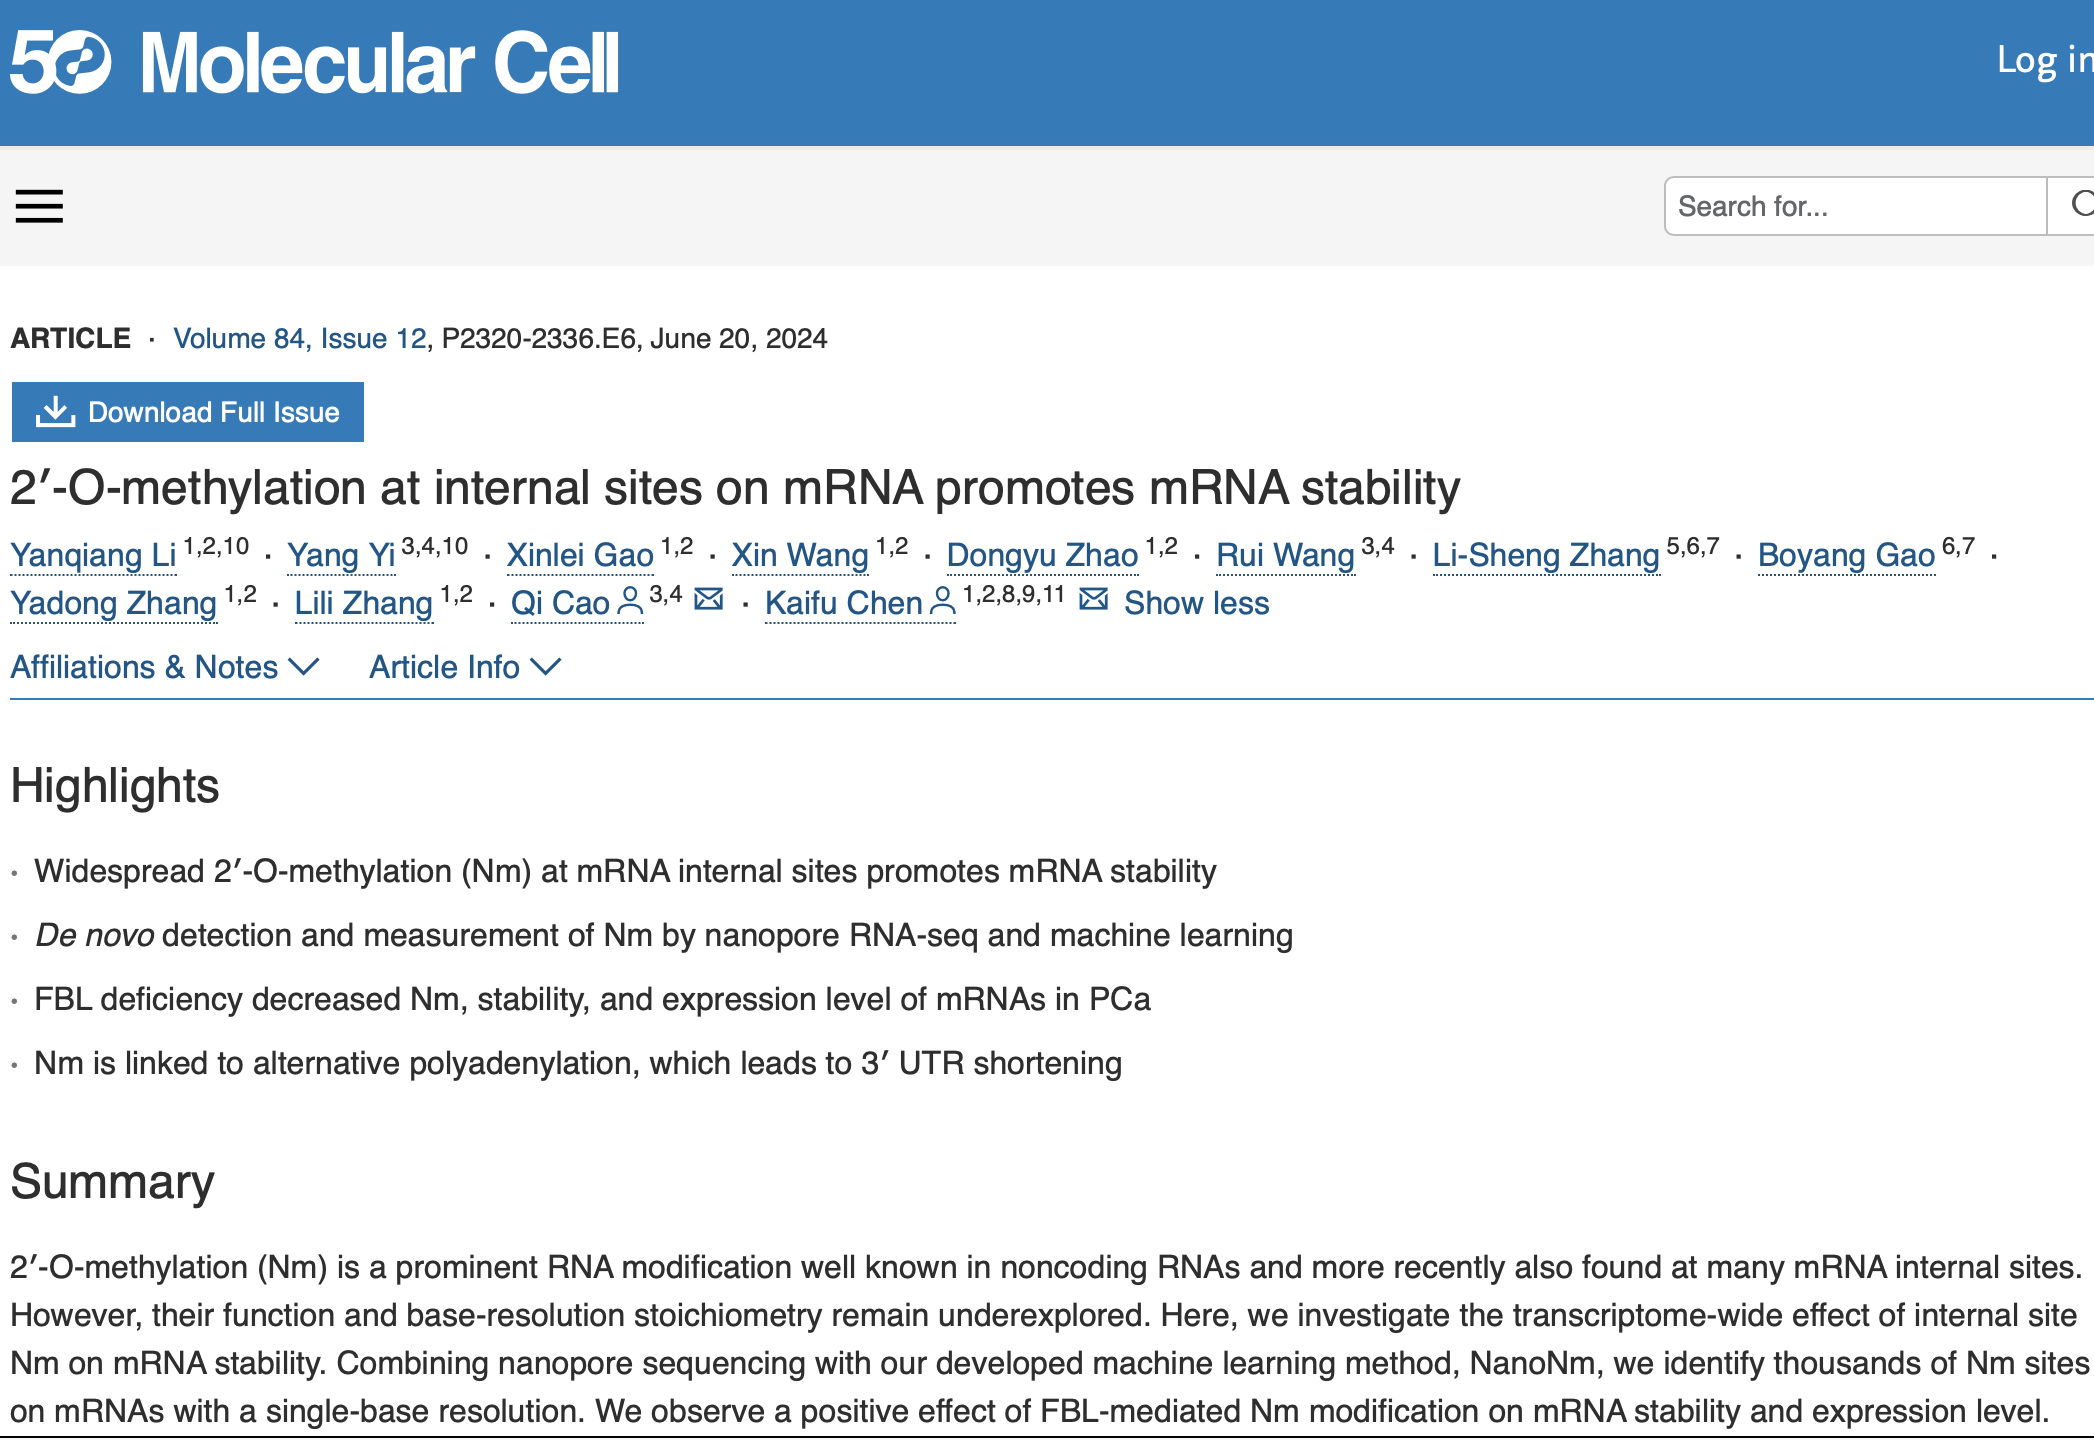 50 Molecular Cell
Log in
Search for...
ARTICLE · Volume 84, Issue 12, P2320-2336.E6, June 20, 2024
Download Full Issue
2′-O-methylation at internal sites on mRNA promotes mRNA stability
Yanqiang Li 1,2,10 · Yang Yi 3,4,10 · Xinlei Gao 1,2 · Xin Wang 1,2 · Dongyu Zhao 1,2 · Rui Wang 3,4 · Li-Sheng Zhang 5,6,7 · Boyang Gao 6,7 ·
Yadong Zhang 1,2 · Lili Zhang 1,2 · Qi Cao 3,4 · Kaifu Chen 1,2,8,9,11 Show less
Affiliations & Notes Article Info
Highlights
· Widespread 2′-O-methylation (Nm) at mRNA internal sites promotes mRNA stability
· De novo detection and measurement of Nm by nanopore RNA-seq and machine learning
· FBL deficiency decreased Nm, stability, and expression level of mRNAs in PCa
· Nm is linked to alternative polyadenylation, which leads to 3′ UTR shortening
Summary
2′-O-methylation (Nm) is a prominent RNA modification well known in noncoding RNAs and more recently also found at many mRNA internal sites.
However, their function and base-resolution stoichiometry remain underexplored. Here, we investigate the transcriptome-wide effect of internal site
Nm on mRNA stability. Combining nanopore sequencing with our developed machine learning method, NanoNm, we identify thousands of Nm sites
on mRNAs with a single-base resolution. We observe a positive effect of FBL-mediated Nm modification on mRNA stability and expression level.